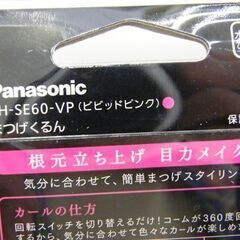 Panasonic
H-SE60-VP(ビビッドピンク)
まつげくるん
保
根元立ち上げ 目力メイク
気分に合わせて、簡単まつげスタイリン
カールの仕方
回転スイッチを切り替えるだけ!コームが360度回
するから 気分に合わせて色々なカールが